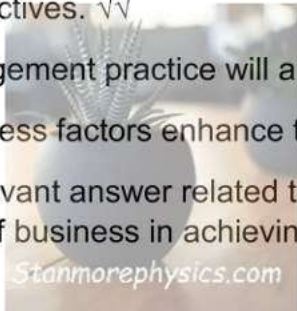 ctives. √√
gement practice will a
ess factors enhance t
vant answer related t
f business in achievin
Stanmorephysics.com